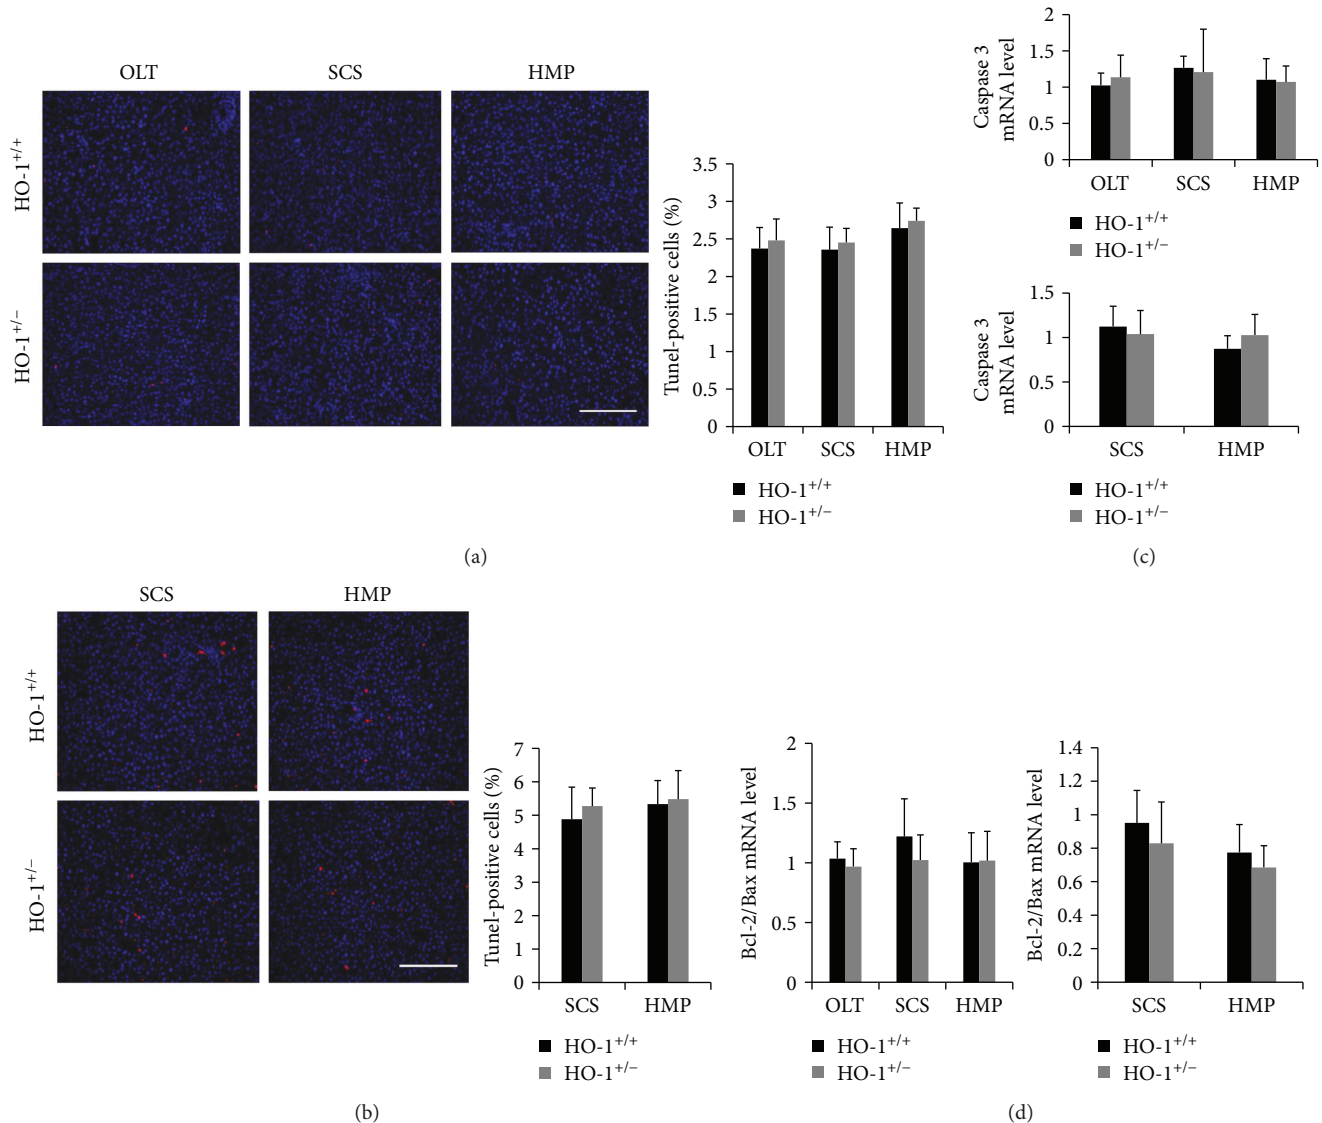 OLT SCS HMP
HO-1+/+
HO-1+/−
Tunel-positive cells (%)
3.5
3
2.5
2
1.5
1
0.5
0
OLT SCS HMP
HO-1+/+
HO-1+/−
(a)
Caspase 3
mRNA level
2
1.5
1
0.5
0
OLT SCS HMP
HO-1+/+
HO-1+/−
Caspase 3
mRNA level
1.5
1
0.5
0
SCS HMP
HO-1+/+
HO-1+/−
(c)
SCS HMP
HO-1+/+
HO-1+/−
Tunel-positive cells (%)
7
6
5
4
3
2
1
0
SCS HMP
HO-1+/+
HO-1+/−
(b)
Bcl-2/Bax mRNA level
2
1.5
1
0.5
0
OLT SCS HMP
HO-1+/+
HO-1+/−
Bcl-2/Bax mRNA level
1.4
1.2
1
0.8
0.6
0.4
0.2
0
SCS HMP
HO-1+/+
HO-1+/−
(d)